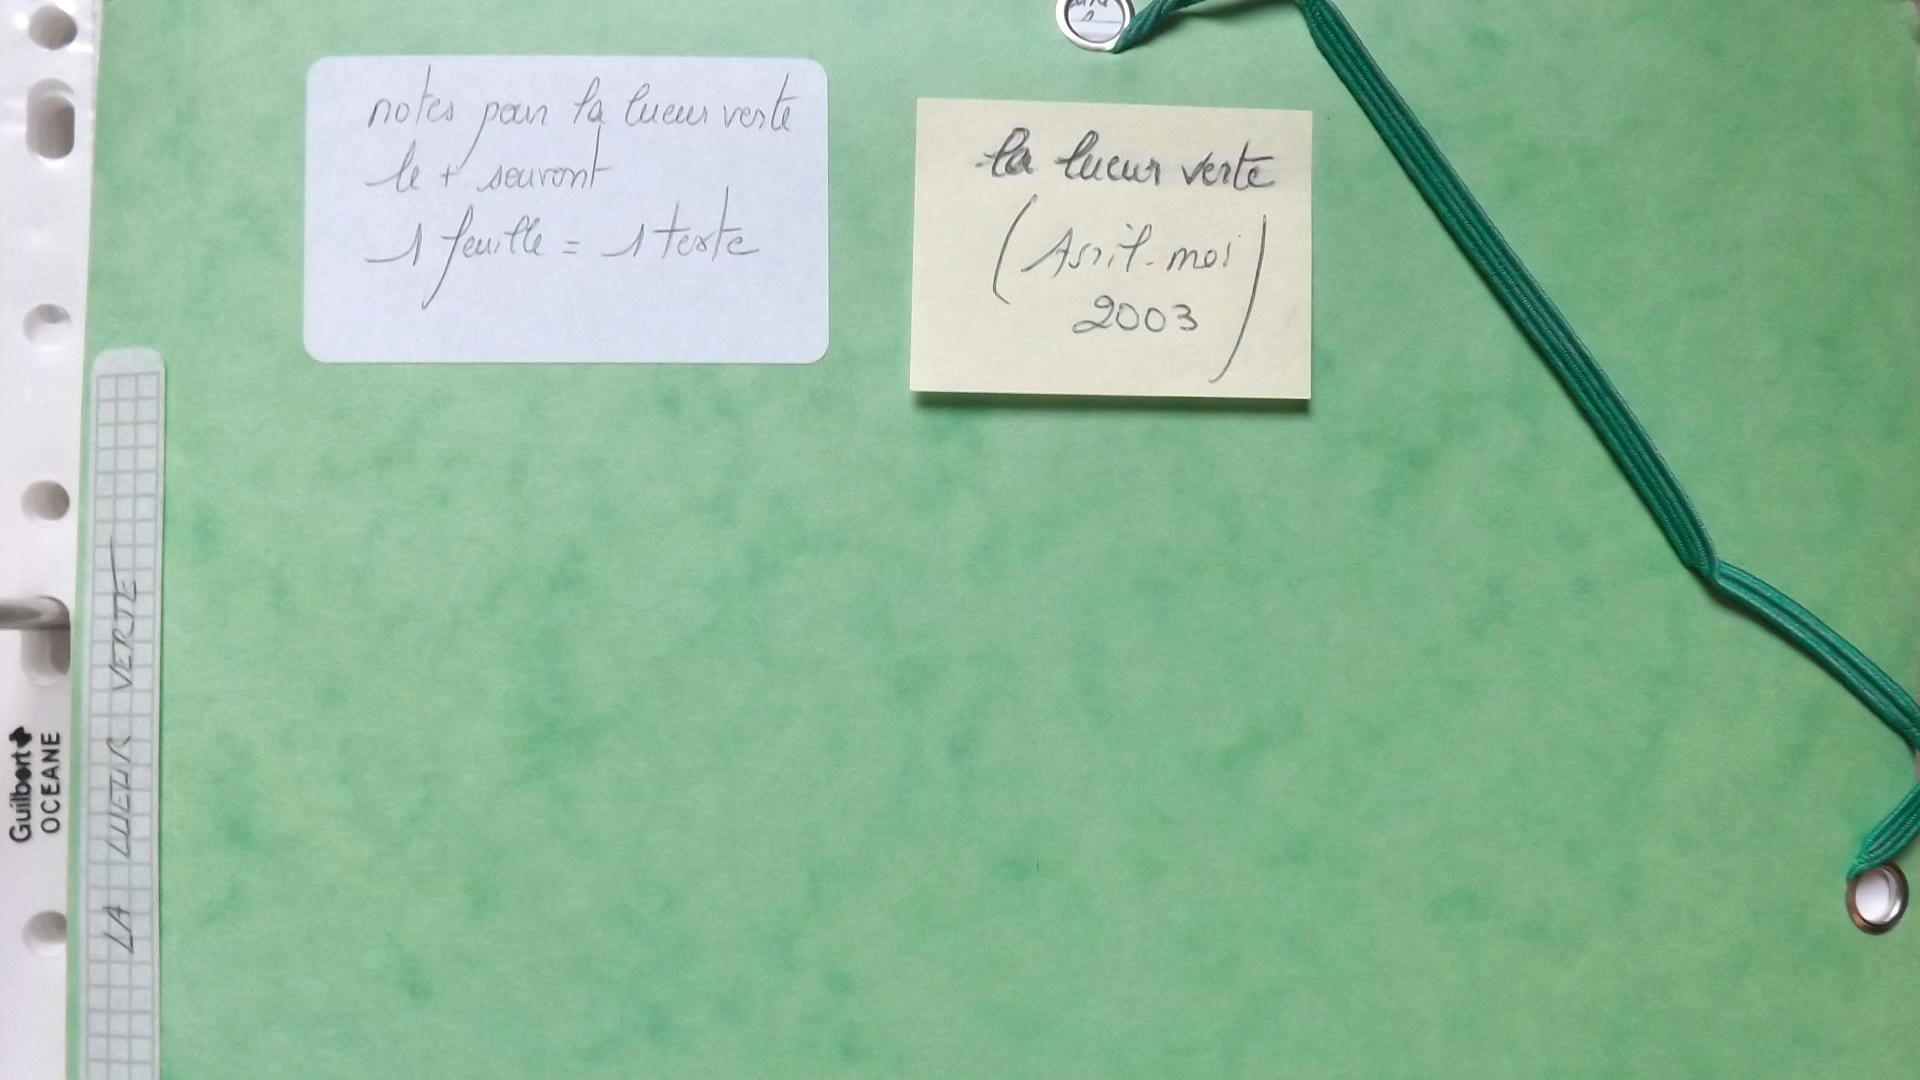 notes pour la lueur verte
le + souvent
1 feuille = 1 texte
la lueur verte
(Avril-mai
2003)
LA LUEUR VERTE
Guilbert
OCEANE